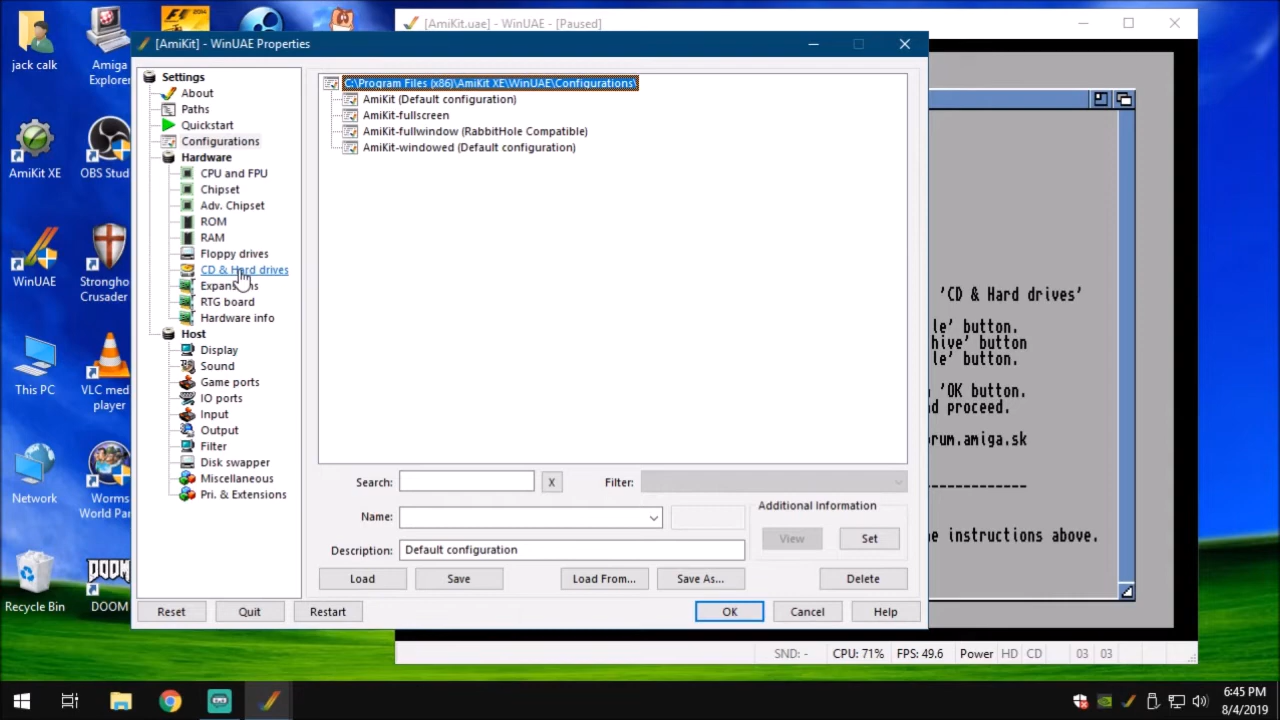 [AmiKit.uae] - WinUAE - [Paused]
[AmiKit] - WinUAE Properties
jack calk
Amiga
Explorer
AmiKit XE
OBS Stud
WinUAE
Strongho
Crusader
This PC
VLC med
player
Network
Worms
World Par
Recycle Bin
DOOM
DOOM
Settings
About
Paths
Quickstart
Configurations
Hardware
CPU and FPU
Chipset
Adv. Chipset
ROM
RAM
Floppy drives
CD & Hard drives
Expansions
RTG board
Hardware info
Host
Display
Sound
Game ports
IO ports
Input
Output
Filter
Disk swapper
Miscellaneous
Pri. & Extensions
C:\Program Files (x86)\AmiKit XE\WinUAE\Configurations\
AmiKit (Default configuration)
AmiKit-fullscreen
AmiKit-fullwindow (RabbitHole Compatible)
AmiKit-windowed (Default configuration)
Search:
X
Filter:
Name:
Additional Information
View
Set
Description:
Default configuration
Load
Save
Load From...
Save As...
Delete
Reset
Quit
Restart
OK
Cancel
Help
'CD & Hard drives'
le' button.
hive' button
le' button.
'OK button.
d proceed.
rum.amiga.sk
-------------
e instructions above.
SND: -
CPU: 71%
FPS: 49.6
Power
HD
CD
03
03
6:45 PM
8/4/2019